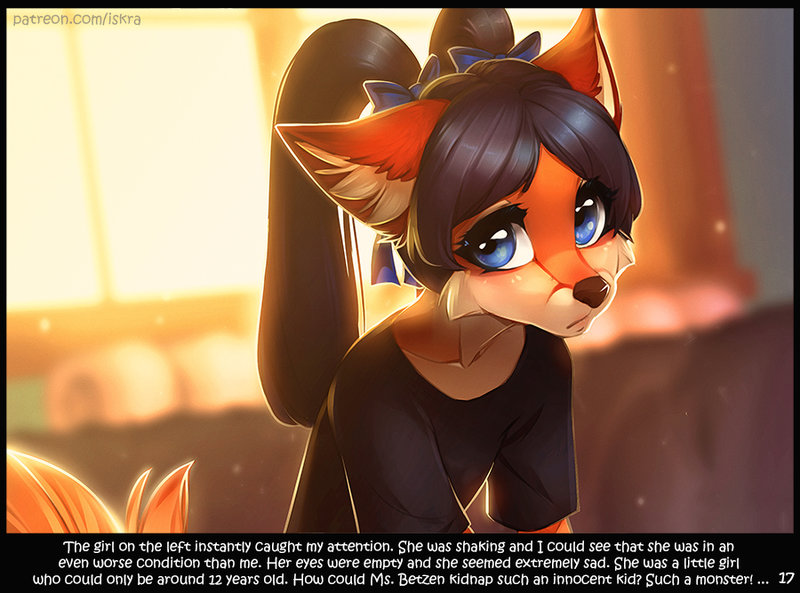 patreon.com/iskra
The girl on the left instantly caught my attention. She was shaking and I could see that she was in an
even worse condition than me. Her eyes were empty and she seemed extremely sad. She was a little girl
who could only be around 12 years old. How could Ms. Betzen kidnap such an innocent kid? Such a monster! ... 17